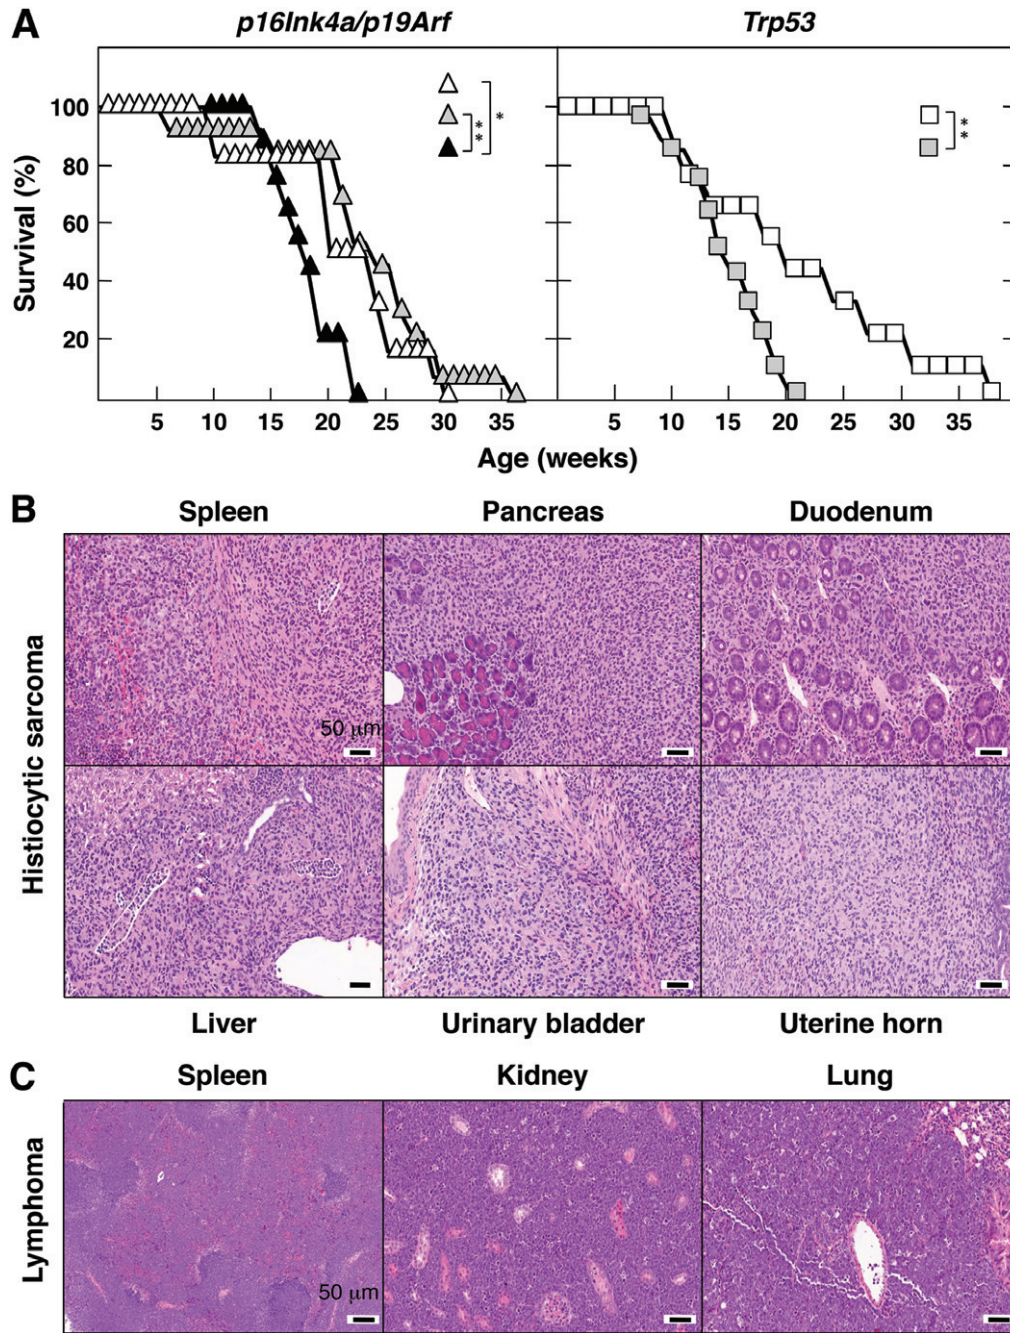 A
p16Ink4a/p19Arf
Trp53
Survival (%)
100
80
60
40
20
*
**
**
5 10 15 20 25 30 35
5 10 15 20 25 30 35
Age (weeks)
B
Spleen
Pancreas
Duodenum
Histiocytic sarcoma
50 μm
Liver
Urinary bladder
Uterine horn
C
Spleen
Kidney
Lung
Lymphoma
50 μm